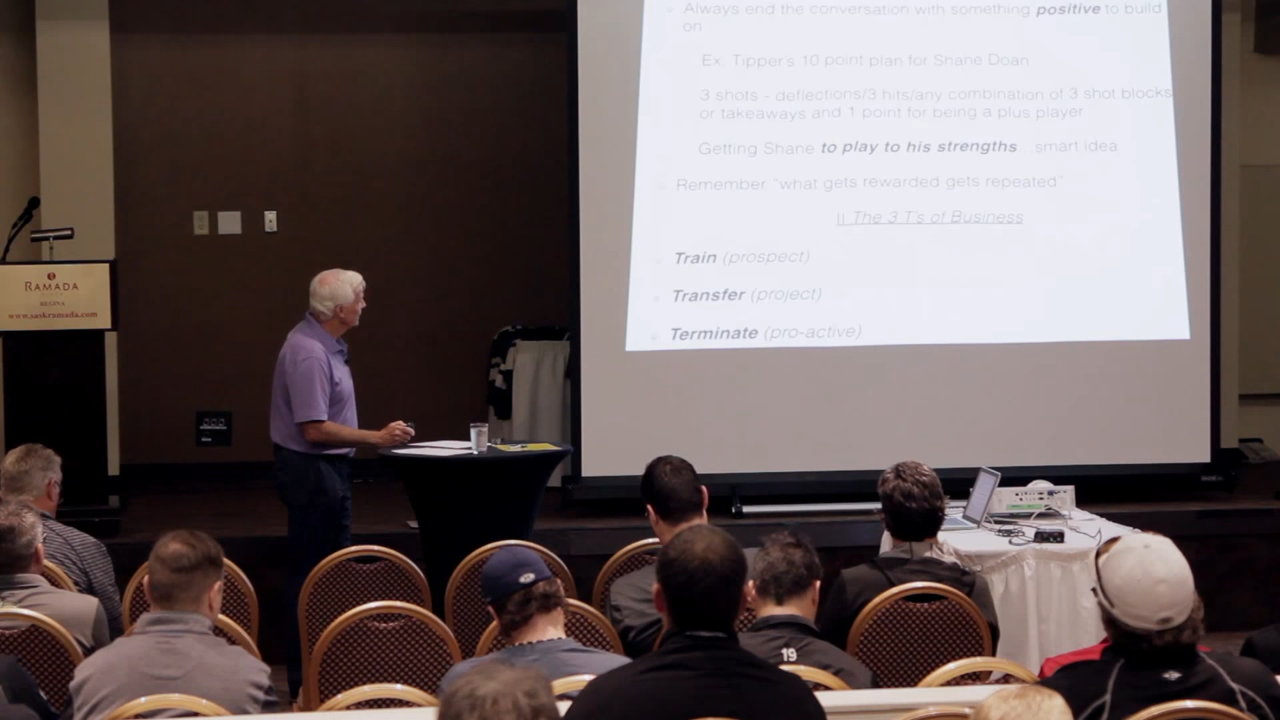 Always end the conversation with something positive to build
on
Ex. Tipper's 10 point plan for Shane Doan
3 shots - deflections/3 hits/any combination of 3 shot blocks
or takeaways and 1 point for being a plus player
Getting Shane to play to his strengths - smart idea
Remember "what gets rewarded gets repeated"
II The 3 T's of Business
Train (prospect)
Transfer (project)
Terminate (pro-active)
RAMADA
REGINA
www.saskramada.com
19